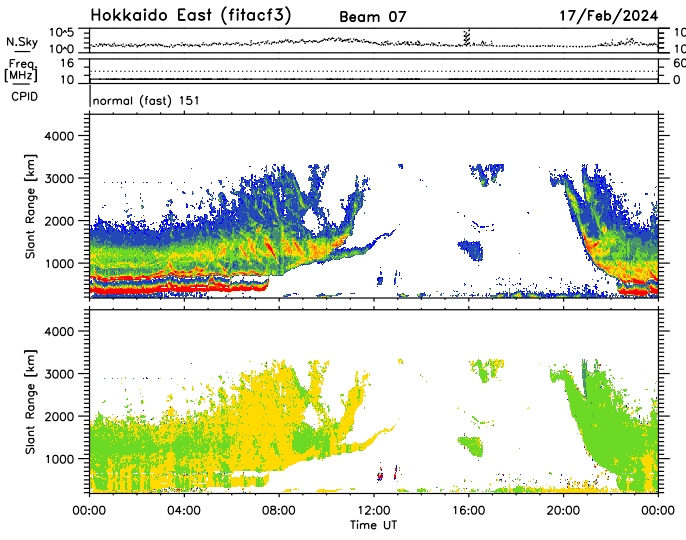 Hokkaido East (fitacf3) Beam 07 17/Feb/2024
N.Sky 10^5 10^0 10 10
Freq. [MHz] 16 10 60 0
CPID normal (fast) 151
Slant Range [km] 4000 3000 2000 1000
Slant Range [km] 4000 3000 2000 1000
00:00 04:00 08:00 12:00 16:00 20:00 00:00
Time UT